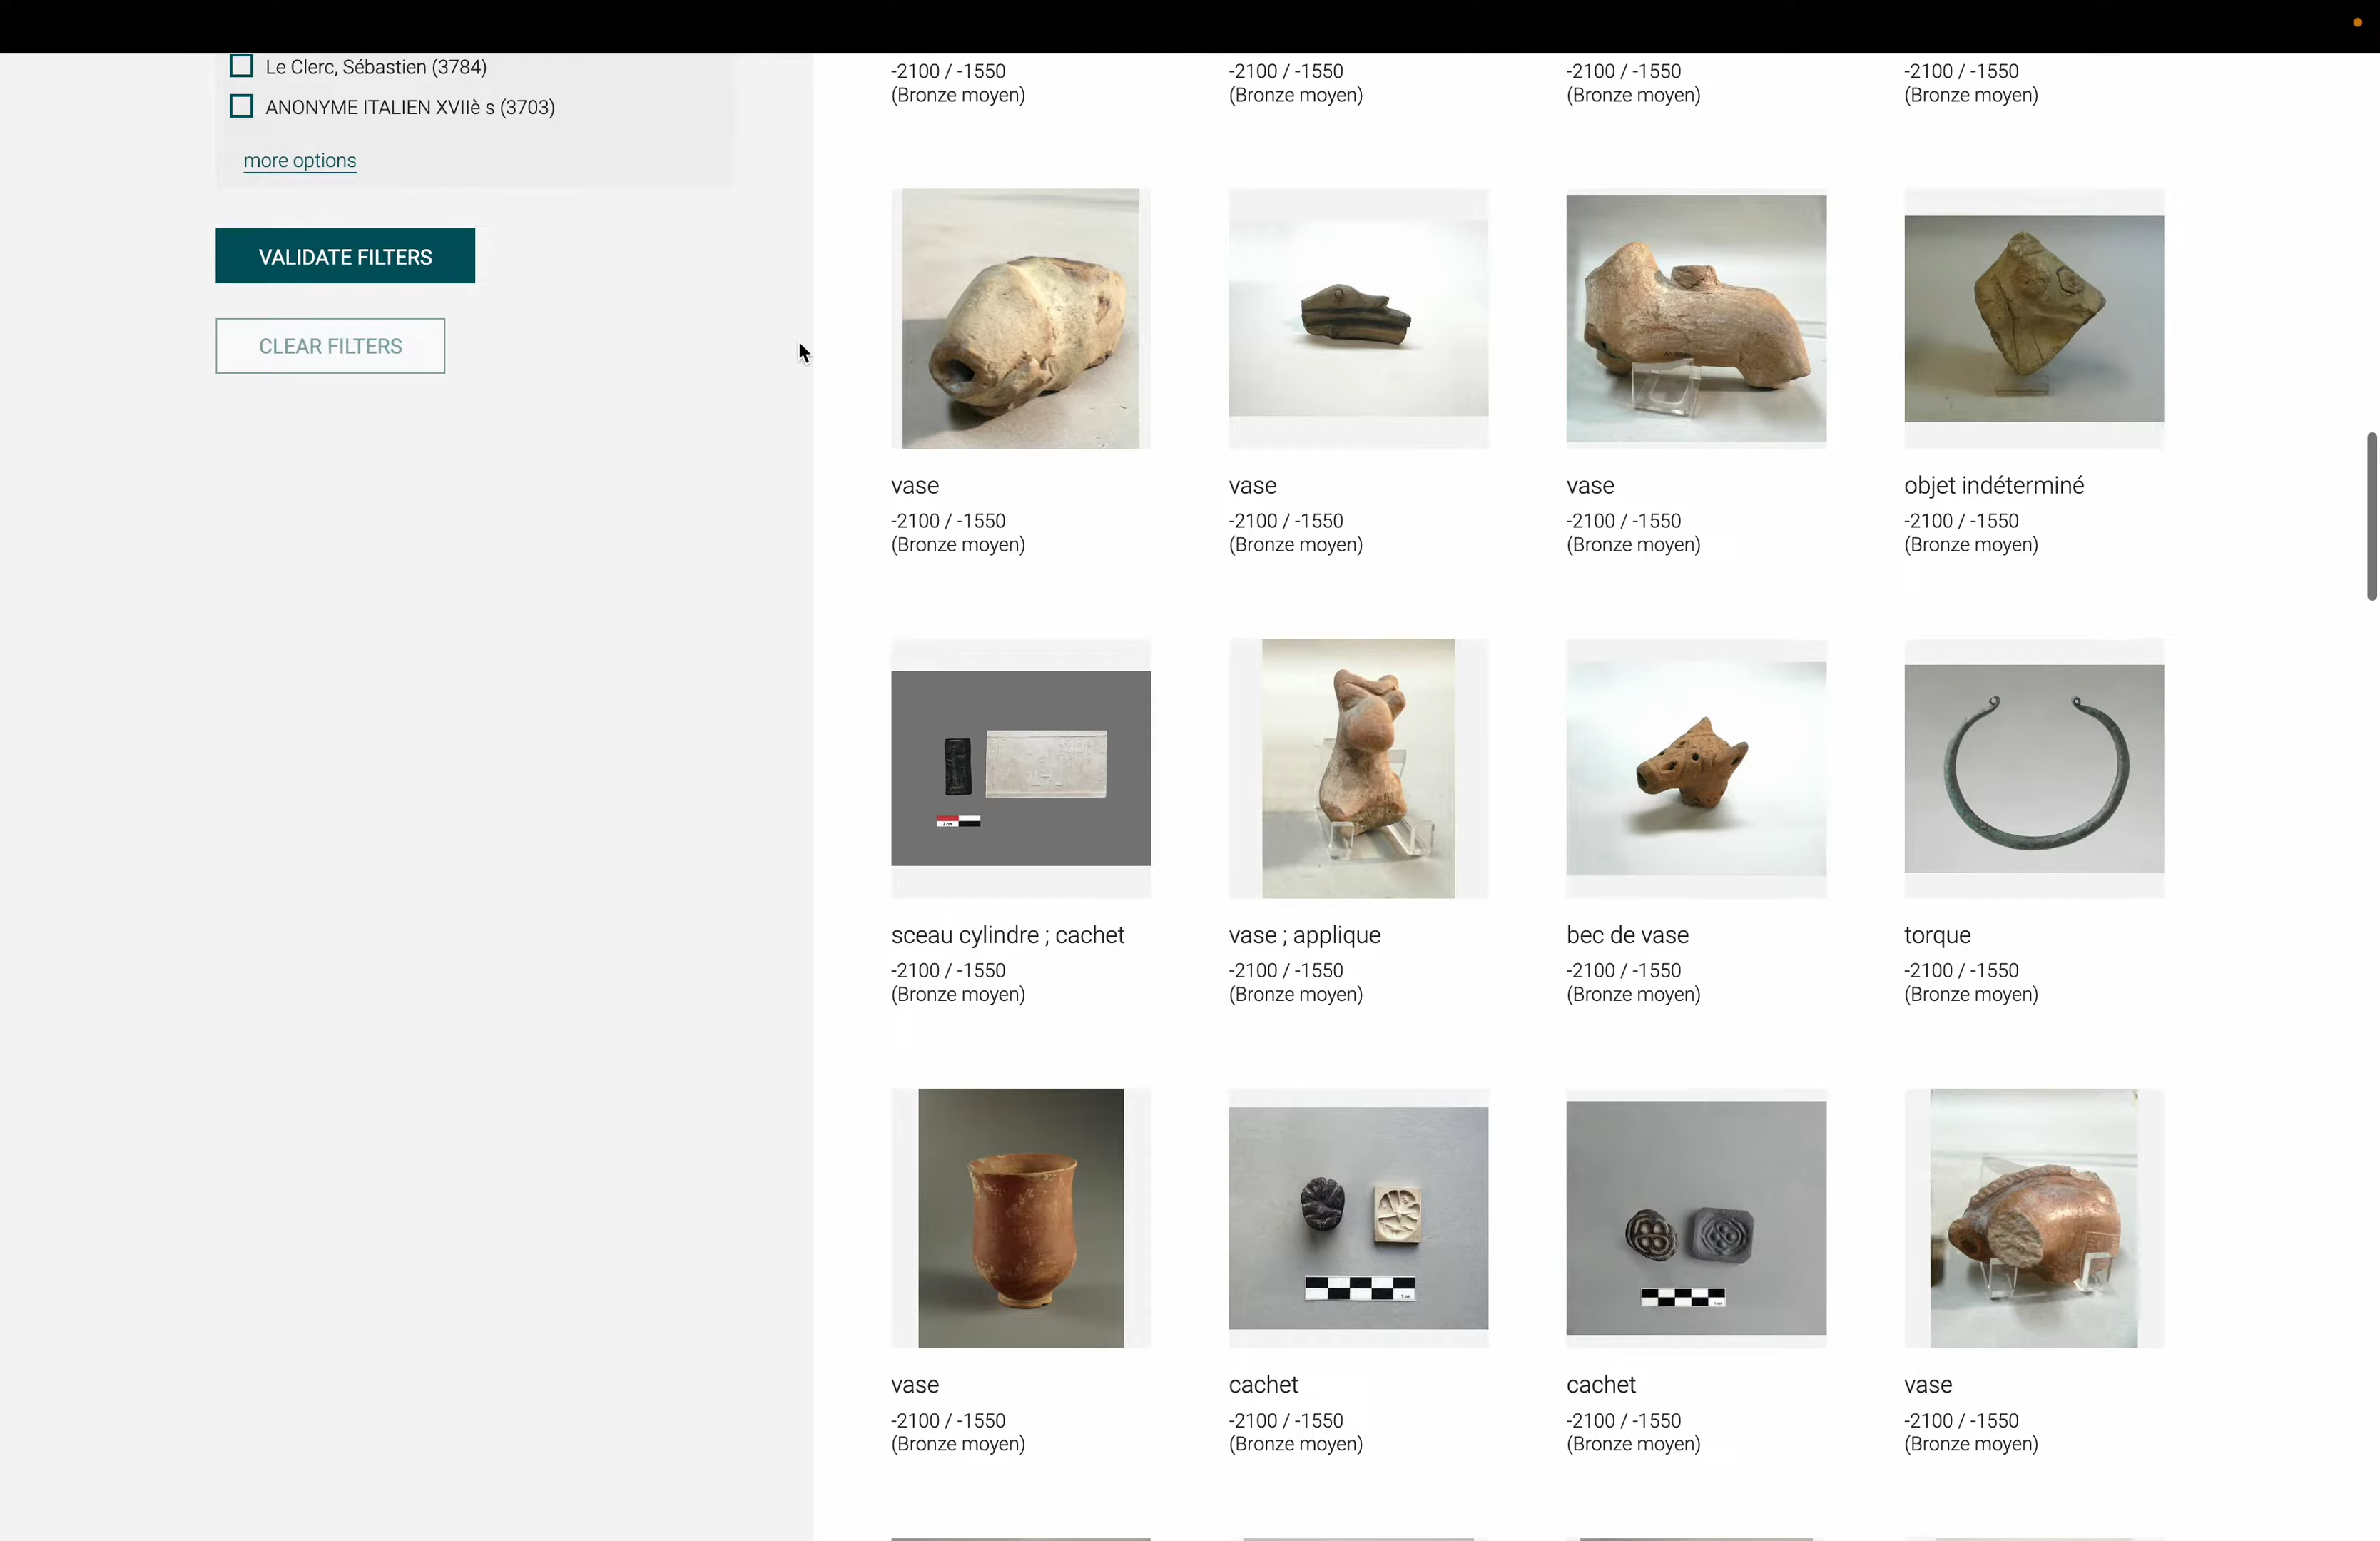 Le Clerc, Sébastien (3784)
ANONYME ITALIEN XVIIè s (3703)
more options
VALIDATE FILTERS
CLEAR FILTERS
-2100 / -1550
(Bronze moyen)
-2100 / -1550
(Bronze moyen)
-2100 / -1550
(Bronze moyen)
-2100 / -1550
(Bronze moyen)
vase
-2100 / -1550
(Bronze moyen)
vase
-2100 / -1550
(Bronze moyen)
vase
-2100 / -1550
(Bronze moyen)
objet indéterminé
-2100 / -1550
(Bronze moyen)
2 cm
sceau cylindre ; cachet
-2100 / -1550
(Bronze moyen)
vase ; applique
-2100 / -1550
(Bronze moyen)
bec de vase
-2100 / -1550
(Bronze moyen)
torque
-2100 / -1550
(Bronze moyen)
1 cm
vase
-2100 / -1550
(Bronze moyen)
cachet
-2100 / -1550
(Bronze moyen)
cachet
-2100 / -1550
(Bronze moyen)
vase
-2100 / -1550
(Bronze moyen)